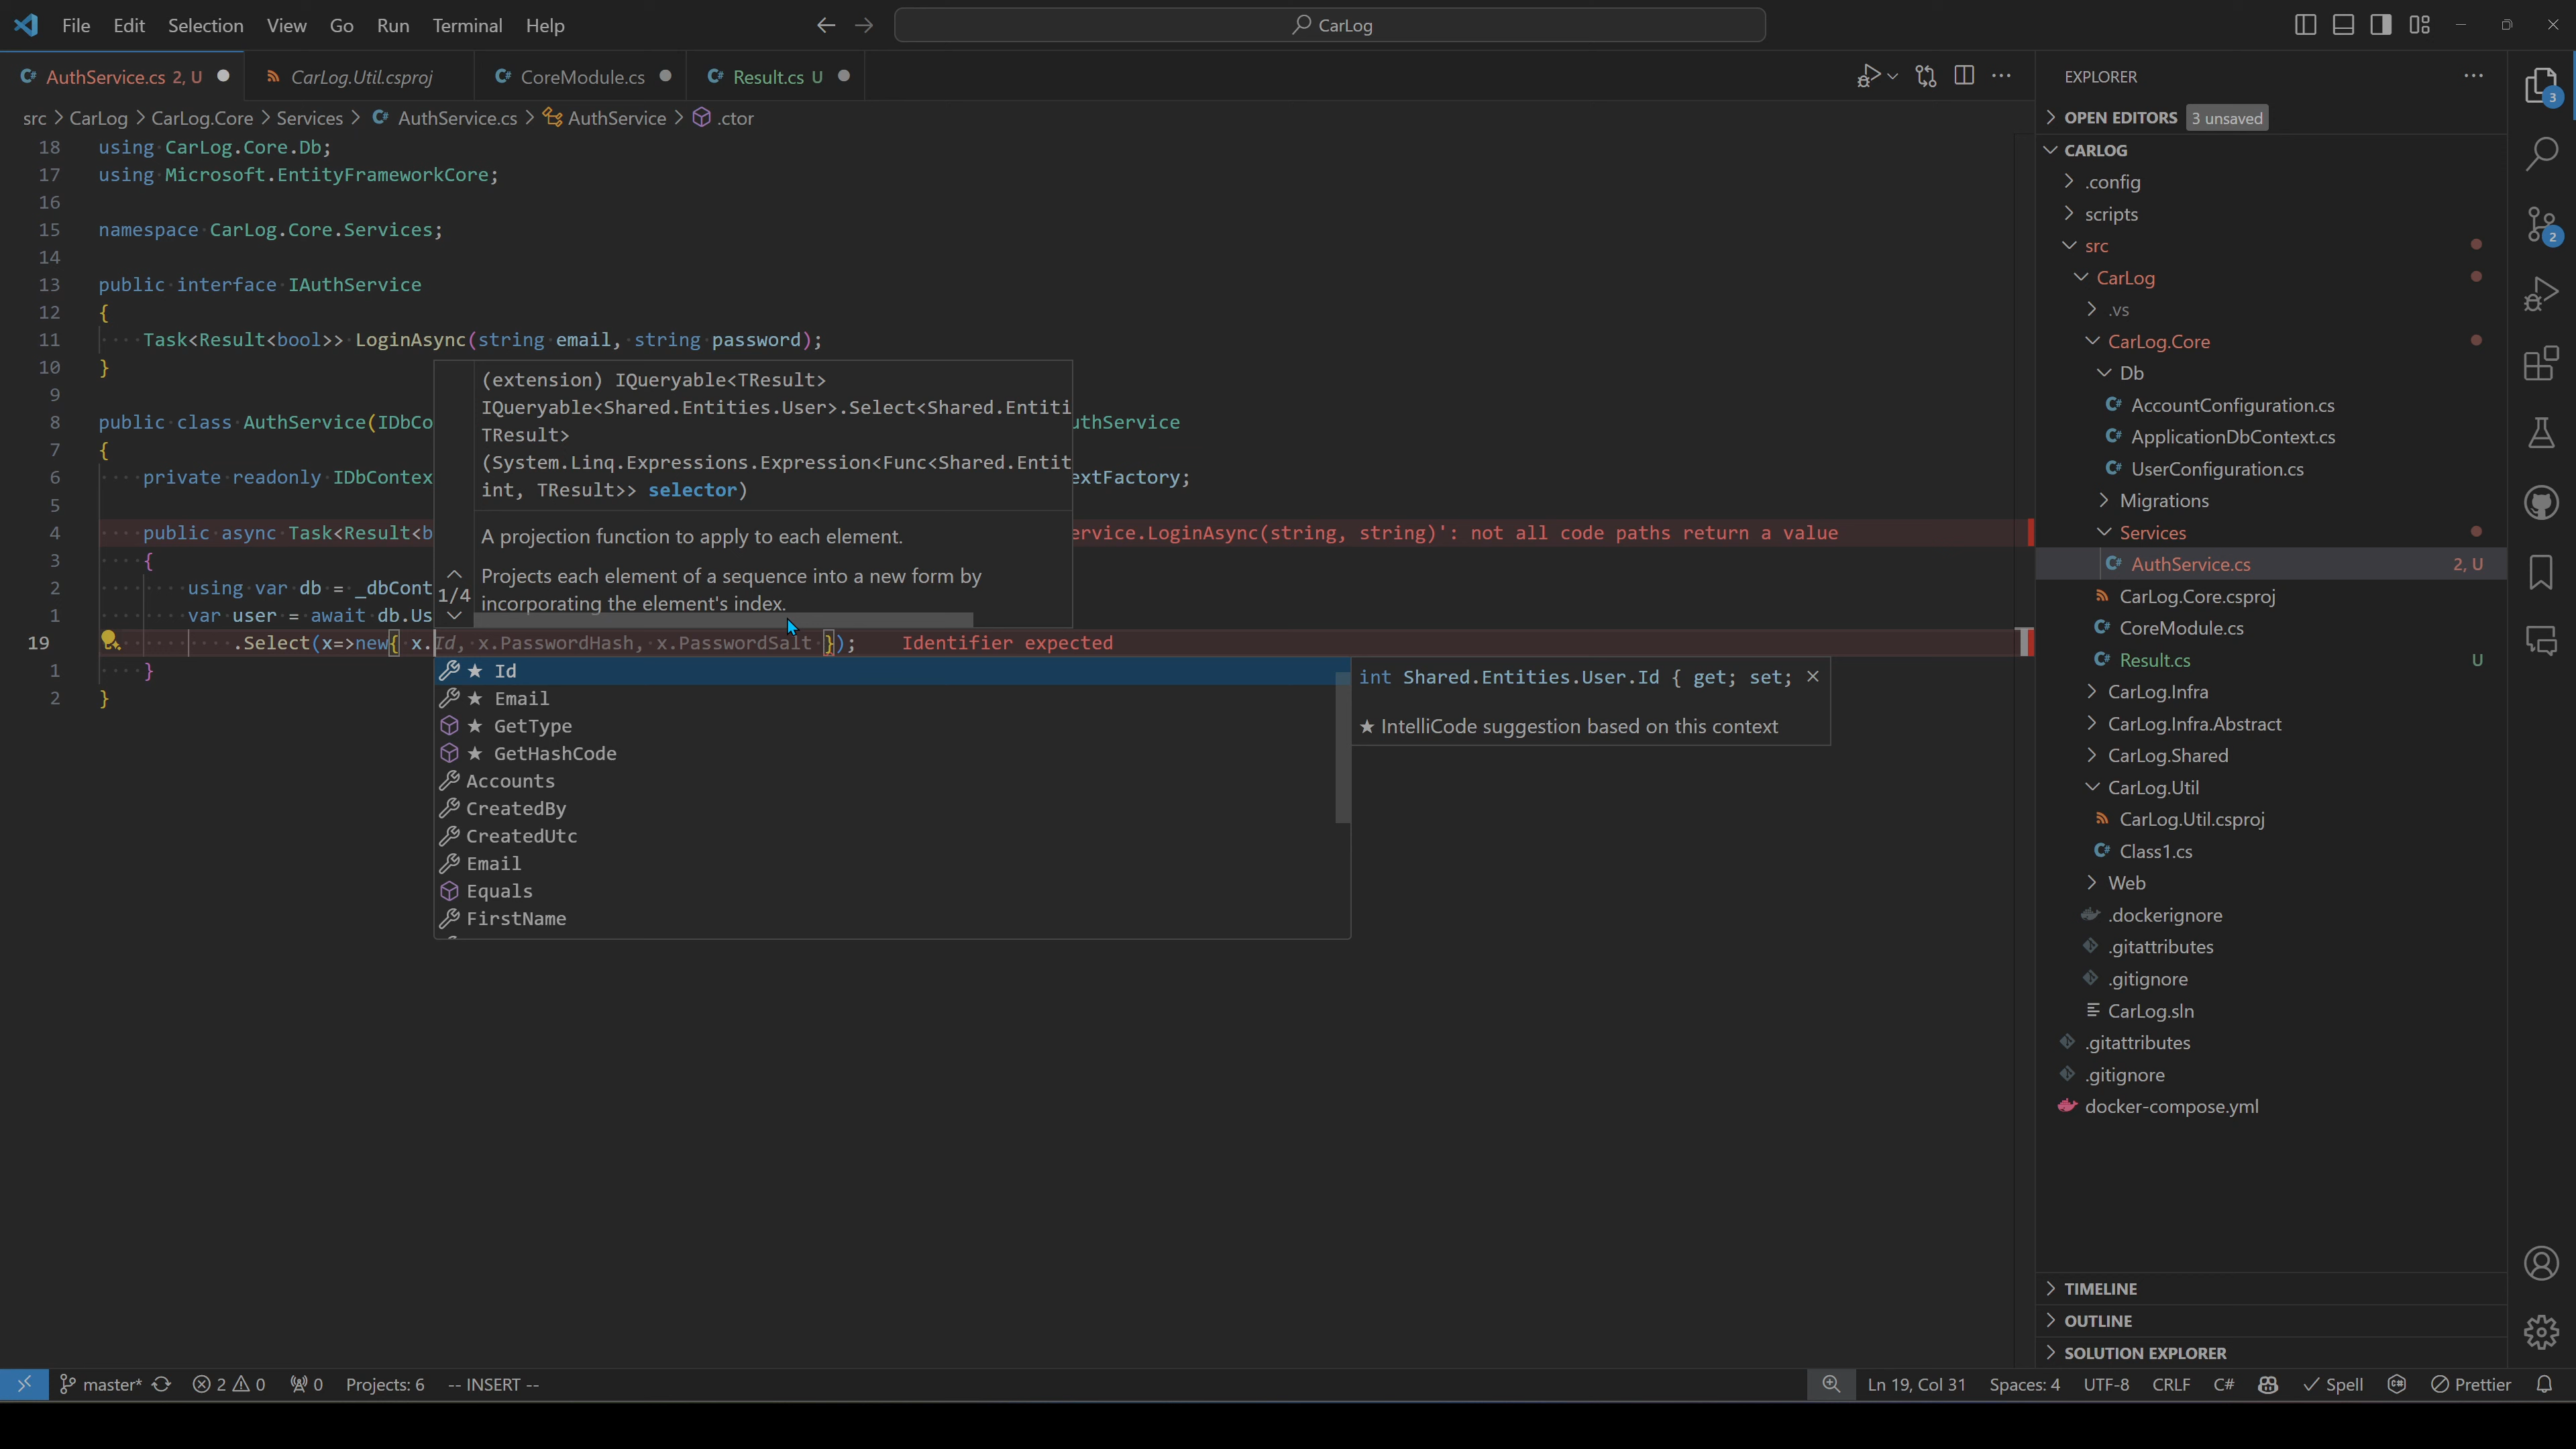 File Edit Selection View Go Run Terminal Help
CarLog
AuthService.cs 2, U
CarLog.Util.csproj
CoreModule.cs
Result.cs U
src > CarLog > CarLog.Core > Services > AuthService.cs > AuthService > .ctor
18 using CarLog.Core.Db;
17 using Microsoft.EntityFrameworkCore;
16
15 namespace CarLog.Core.Services;
14
13 public interface IAuthService
12 {
11 Task<Result<bool>> LoginAsync(string email, string password);
10 }
9
8 public class AuthService(IDbCo uthService
7 {
6 private readonly IDbContex extFactory;
5
4 public async Task<Result<b ervice.LoginAsync(string, string)': not all code paths return a value
3 {
2 using var db = _dbCont
1 var user = await db.Us
19 .Select(x=>new{ x.Id, x.PasswordHash, x.PasswordSalt }); Identifier expected
1 }
2 }
(extension) IQueryable<TResult>
IQueryable<Shared.Entities.User>.Select<Shared.Entiti
TResult>
(System.Linq.Expressions.Expression<Func<Shared.Entit
int, TResult>> selector)
A projection function to apply to each element.
Projects each element of a sequence into a new form by
1/4
incorporating the element's index.
★ Id
★ Email
★ GetType
★ GetHashCode
Accounts
CreatedBy
CreatedUtc
Email
Equals
FirstName
int Shared.Entities.User.Id { get; set;
★ IntelliCode suggestion based on this context
EXPLORER
OPEN EDITORS 3 unsaved
CARLOG
.config
scripts
src
CarLog
.vs
CarLog.Core
Db
AccountConfiguration.cs
ApplicationDbContext.cs
UserConfiguration.cs
Migrations
Services
AuthService.cs 2, U
CarLog.Core.csproj
CoreModule.cs
Result.cs U
CarLog.Infra
CarLog.Infra.Abstract
CarLog.Shared
CarLog.Util
CarLog.Util.csproj
Class1.cs
Web
.dockerignore
.gitattributes
.gitignore
CarLog.sln
.gitattributes
.gitignore
docker-compose.yml
TIMELINE
OUTLINE
SOLUTION EXPLORER
3
2
master* 2 0 0 Projects: 6 -- INSERT -- Ln 19, Col 31 Spaces: 4 UTF-8 CRLF C# Spell Prettier